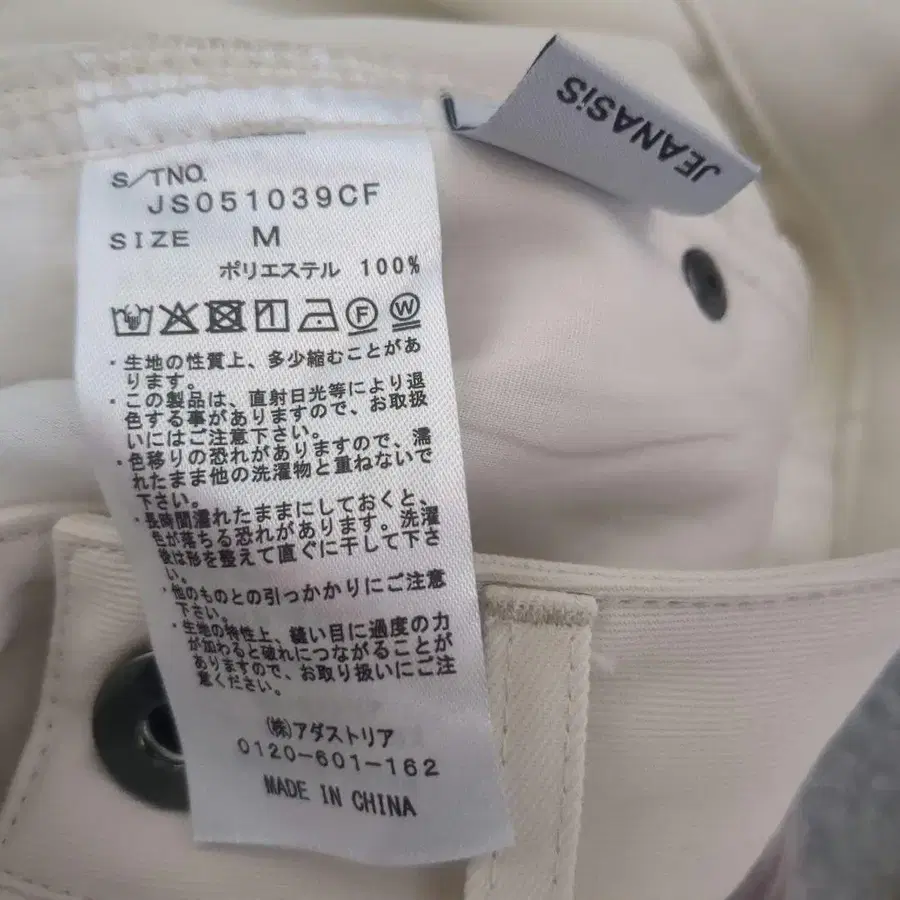 JEANASiS
S/TNO.
JS051039CF
SIZE M
ポリエステル 100%
F W
・生地の性質上、多少縮むことがあ
ります。
・この製品は、直射日光等により退
色する事がありますので、お取扱
いにはご注意下さい。
・色移りの恐れがありますので、濡
れたまま他の洗濯物と重ねないで
下さい。
・長時間濡れたままにしておくと、
色が落ちる恐れがあります。洗濯
後は形を整えて直ぐに干して下さ
い。
・他のものとの引っかかりにご注意
下さい。
・生地の特性上、縫い目に過度の力
が加わると破れにつながることが
ありますので、お取り扱いにご注
意ください。
(株)アダストリア
0120-601-162
MADE IN CHINA